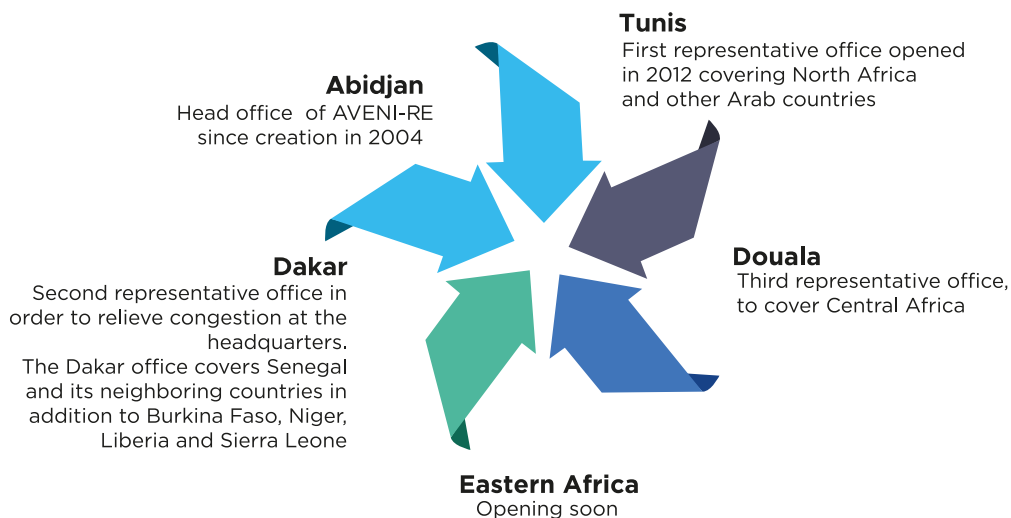 Tunis
First representative office opened
in 2012 covering North Africa
and other Arab countries
Abidjan
Head office of AVENI-RE
since creation in 2004
Douala
Third representative office,
to cover Central Africa
Dakar
Second representative office in
order to relieve congestion at the
headquarters.
The Dakar office covers Senegal
and its neighboring countries in
addition to Burkina Faso, Niger,
Liberia and Sierra Leone
Eastern Africa
Opening soon